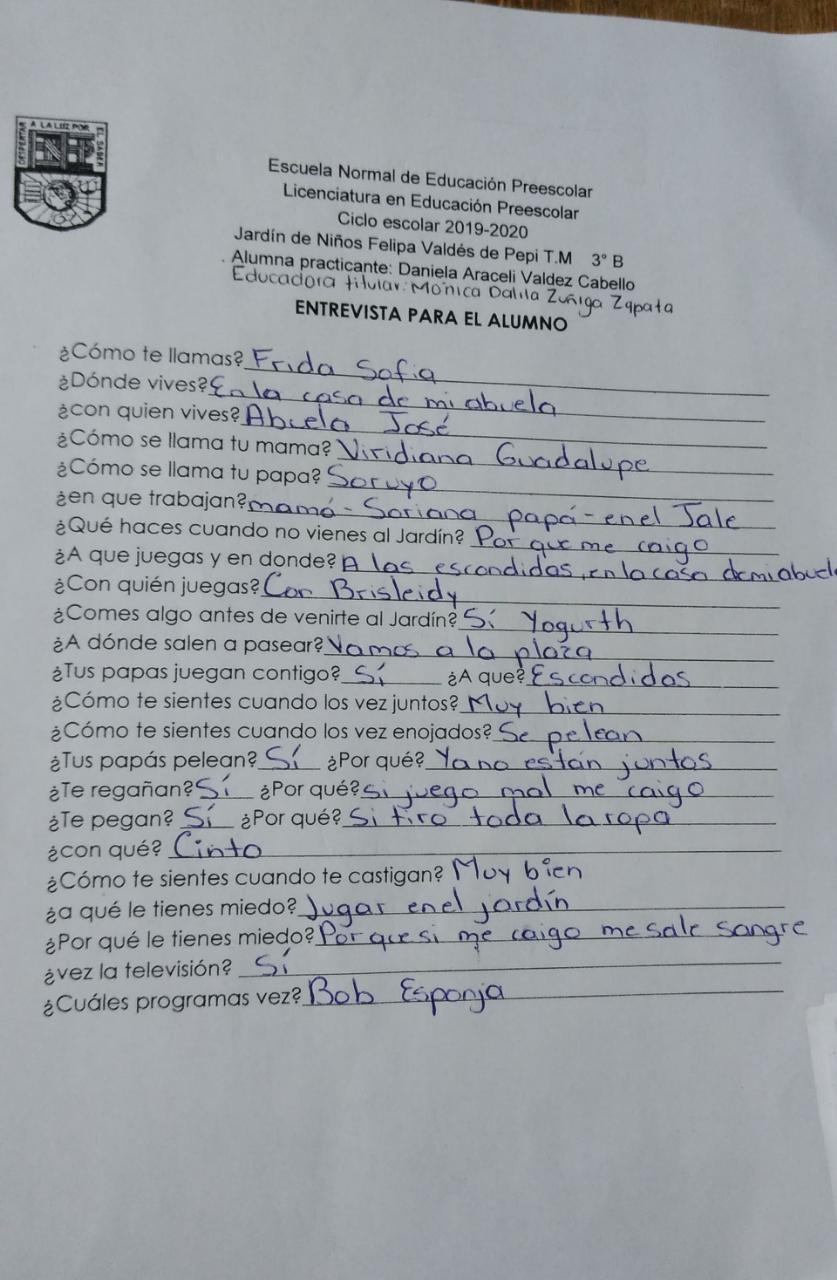 DESPERTAR A LA LUZ POR EL SABER
Escuela Normal de Educación Preescolar
Licenciatura en Educación Preescolar
Ciclo escolar 2019-2020
Jardín de Niños Felipa Valdés de Pepi T.M 3° B
Alumna practicante: Daniela Araceli Valdez Cabello
Educadora titular: Mónica Dalila Zuñiga Zapata
ENTREVISTA PARA EL ALUMNO
¿Cómo te llamas? Frida Sofia
¿Dónde vives? En la casa de mi abuela
¿con quien vives? Abuela José
¿Cómo se llama tu mama? Viridiana Guadalupe
¿Cómo se llama tu papa? Soruyo
¿en que trabajan? mamá - Soriana papá - en el Jale
¿Qué haces cuando no vienes al Jardín? Por que me caigo
¿A que juegas y en donde? A las escondidas, en la casa de mi abuela
¿Con quién juegas? Con Brisleidy
¿Comes algo antes de venirte al Jardín? Sí Yogurth
¿A dónde salen a pasear? Vamos a la plaza
¿Tus papas juegan contigo? Sí ¿A que? Escondidos
¿Cómo te sientes cuando los vez juntos? Muy bien
¿Cómo te sientes cuando los vez enojados? Se pelean
¿Tus papás pelean? Sí ¿Por qué? Ya no están juntos
¿Te regañan? Sí ¿Por qué? si juego mal me caigo
¿Te pegan? Sí ¿Por qué? Si tiro toda la ropa
¿con qué? Cinto
¿Cómo te sientes cuando te castigan? Muy bien
¿a qué le tienes miedo? Jugar en el jardín
¿Por qué le tienes miedo? Por que si me caigo me sale sangre
¿vez la televisión? Sí
¿Cuáles programas vez? Bob Esponja